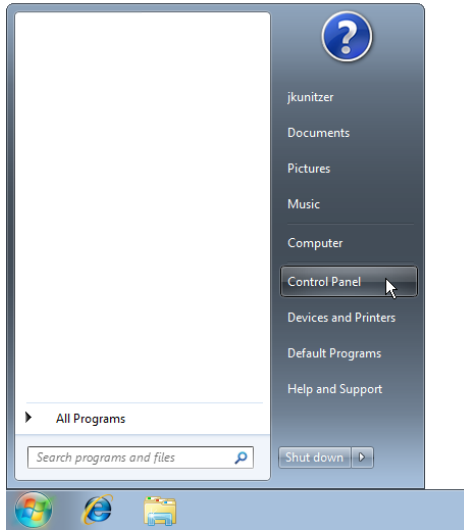 jkunitzer
Documents
Pictures
Music
Computer
Control Panel
Devices and Printers
Default Programs
Help and Support
All Programs
Search programs and files
Shut down